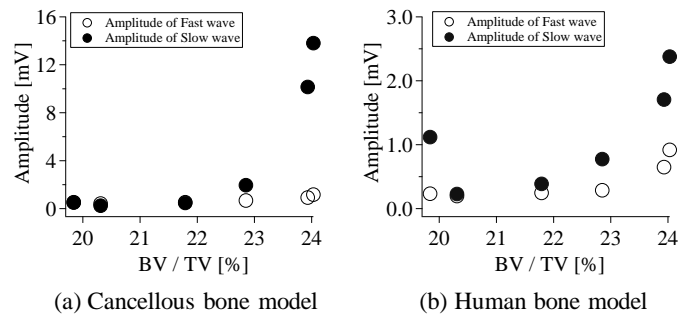 Amplitude of Fast wave
Amplitude of Slow wave
16
12
8
4
0
Amplitude [mV]
20 21 22 23 24
BV / TV [%]
(a) Cancellous bone model
Amplitude of Fast wave
Amplitude of Slow wave
3.0
2.0
1.0
0.0
Amplitude [mV]
20 21 22 23 24
BV / TV [%]
(b) Human bone model